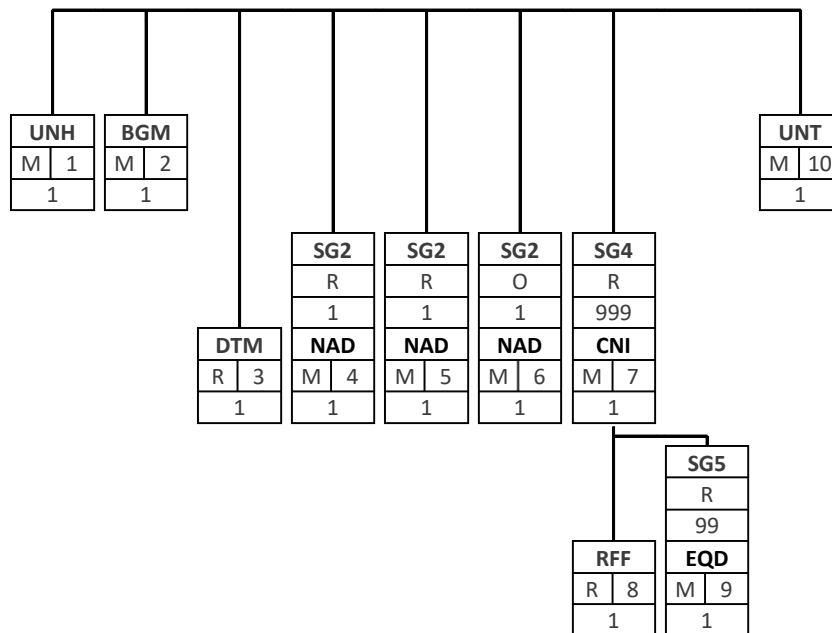 UNH BGM UNT
M 1 M 2 M 10
1 1 1
SG2 SG2 SG2 SG4
R R O R
1 1 1 999
DTM NAD NAD NAD CNI
R 3 M 4 M 5 M 6 M 7
1 1 1 1 1
SG5
R
99
RFF EQD
R 8 M 9
1 1